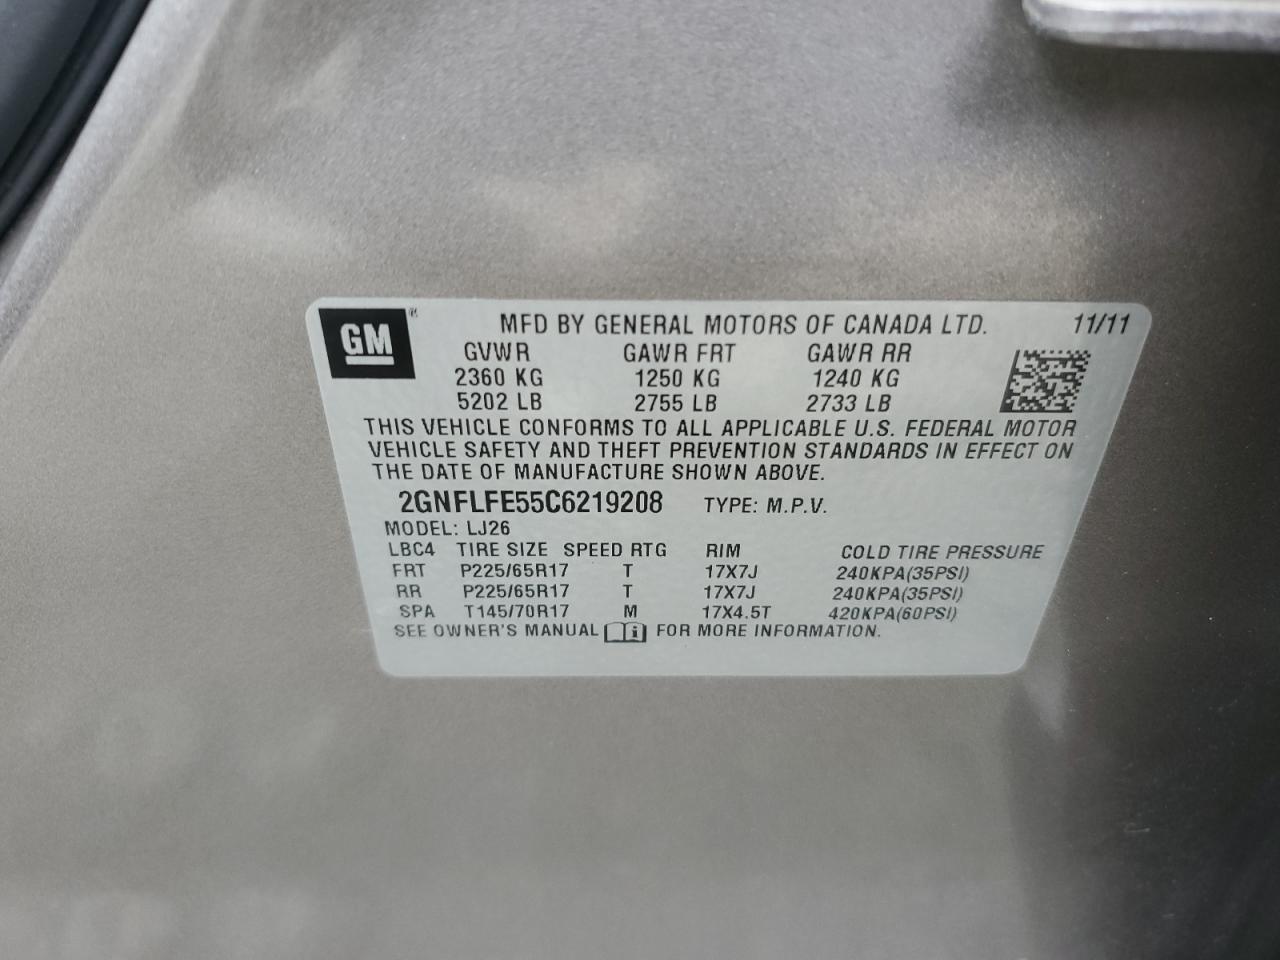 GM® MFD BY GENERAL MOTORS OF CANADA LTD. 11/11
GVWR GAWR FRT GAWR RR
2360 KG 1250 KG 1240 KG
5202 LB 2755 LB 2733 LB
THIS VEHICLE CONFORMS TO ALL APPLICABLE U.S. FEDERAL MOTOR
VEHICLE SAFETY AND THEFT PREVENTION STANDARDS IN EFFECT ON
THE DATE OF MANUFACTURE SHOWN ABOVE.
2GNFLFE55C6219208 TYPE: M.P.V.
MODEL: LJ26
LBC4 TIRE SIZE SPEED RTG RIM COLD TIRE PRESSURE
FRT P225/65R17 T 17X7J 240KPA(35PSI)
RR P225/65R17 T 17X7J 240KPA(35PSI)
SPA T145/70R17 M 17X4.5T 420KPA(60PSI)
SEE OWNER'S MANUAL i FOR MORE INFORMATION.